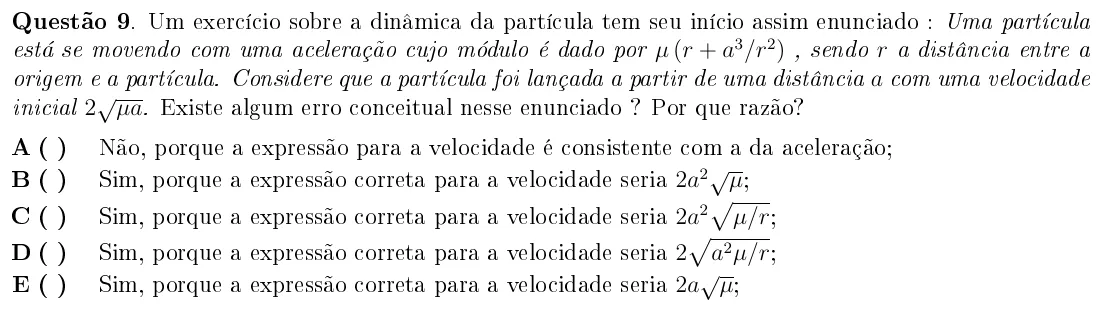 Questão 9. Um exercício sobre a dinâmica da partícula tem seu início assim enunciado : Uma partícula
está se movendo com uma aceleração cujo módulo é dado por μ(r + a³/r²) , sendo r a distância entre a
origem e a partícula. Considere que a partícula foi lançada a partir de uma distância a com uma velocidade
inicial 2√μa. Existe algum erro conceitual nesse enunciado ? Por que razão?
A ( ) Não, porque a expressão para a velocidade é consistente com a da aceleração;
B ( ) Sim, porque a expressão correta para a velocidade seria 2a²√μ;
C ( ) Sim, porque a expressão correta para a velocidade seria 2a²√μ/r;
D ( ) Sim, porque a expressão correta para a velocidade seria 2√a²μ/r;
E ( ) Sim, porque a expressão correta para a velocidade seria 2a√μ;